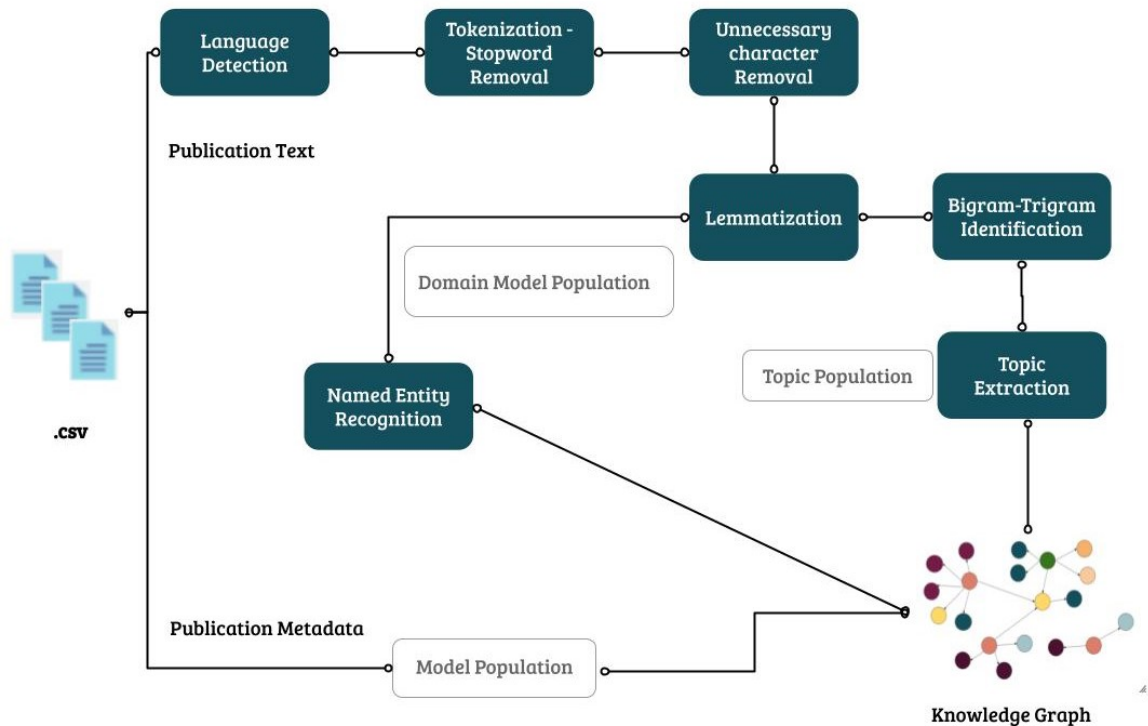 Language
Detection
Tokenization -
Stopword
Removal
Unnecessary
character
Removal
Publication Text
Lemmatization
Bigram-Trigram
Identification
Domain Model Population
Topic Population
Topic
Extraction
Named Entity
Recognition
.csv
Publication Metadata
Model Population
Knowledge Graph